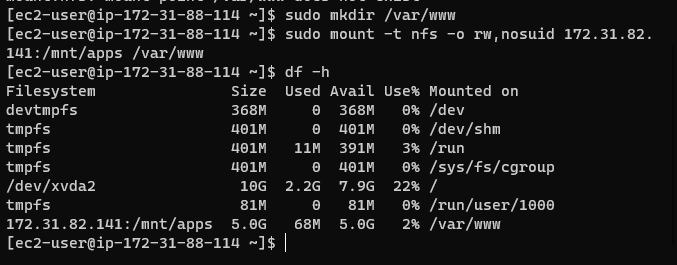 [ec2-user@ip-172-31-88-114 ~]$ sudo mkdir /var/www
[ec2-user@ip-172-31-88-114 ~]$ sudo mount -t nfs -o rw,nosuid 172.31.82.
141:/mnt/apps /var/www
[ec2-user@ip-172-31-88-114 ~]$ df -h
Filesystem                Size  Used Avail Use% Mounted on
devtmpfs                  368M     0  368M   0% /dev
tmpfs                     401M     0  401M   0% /dev/shm
tmpfs                     401M   11M  391M   3% /run
tmpfs                     401M     0  401M   0% /sys/fs/cgroup
/dev/xvda2                 10G  2.2G  7.9G  22% /
tmpfs                      81M     0   81M   0% /run/user/1000
172.31.82.141:/mnt/apps   5.0G   68M  5.0G   2% /var/www
[ec2-user@ip-172-31-88-114 ~]$